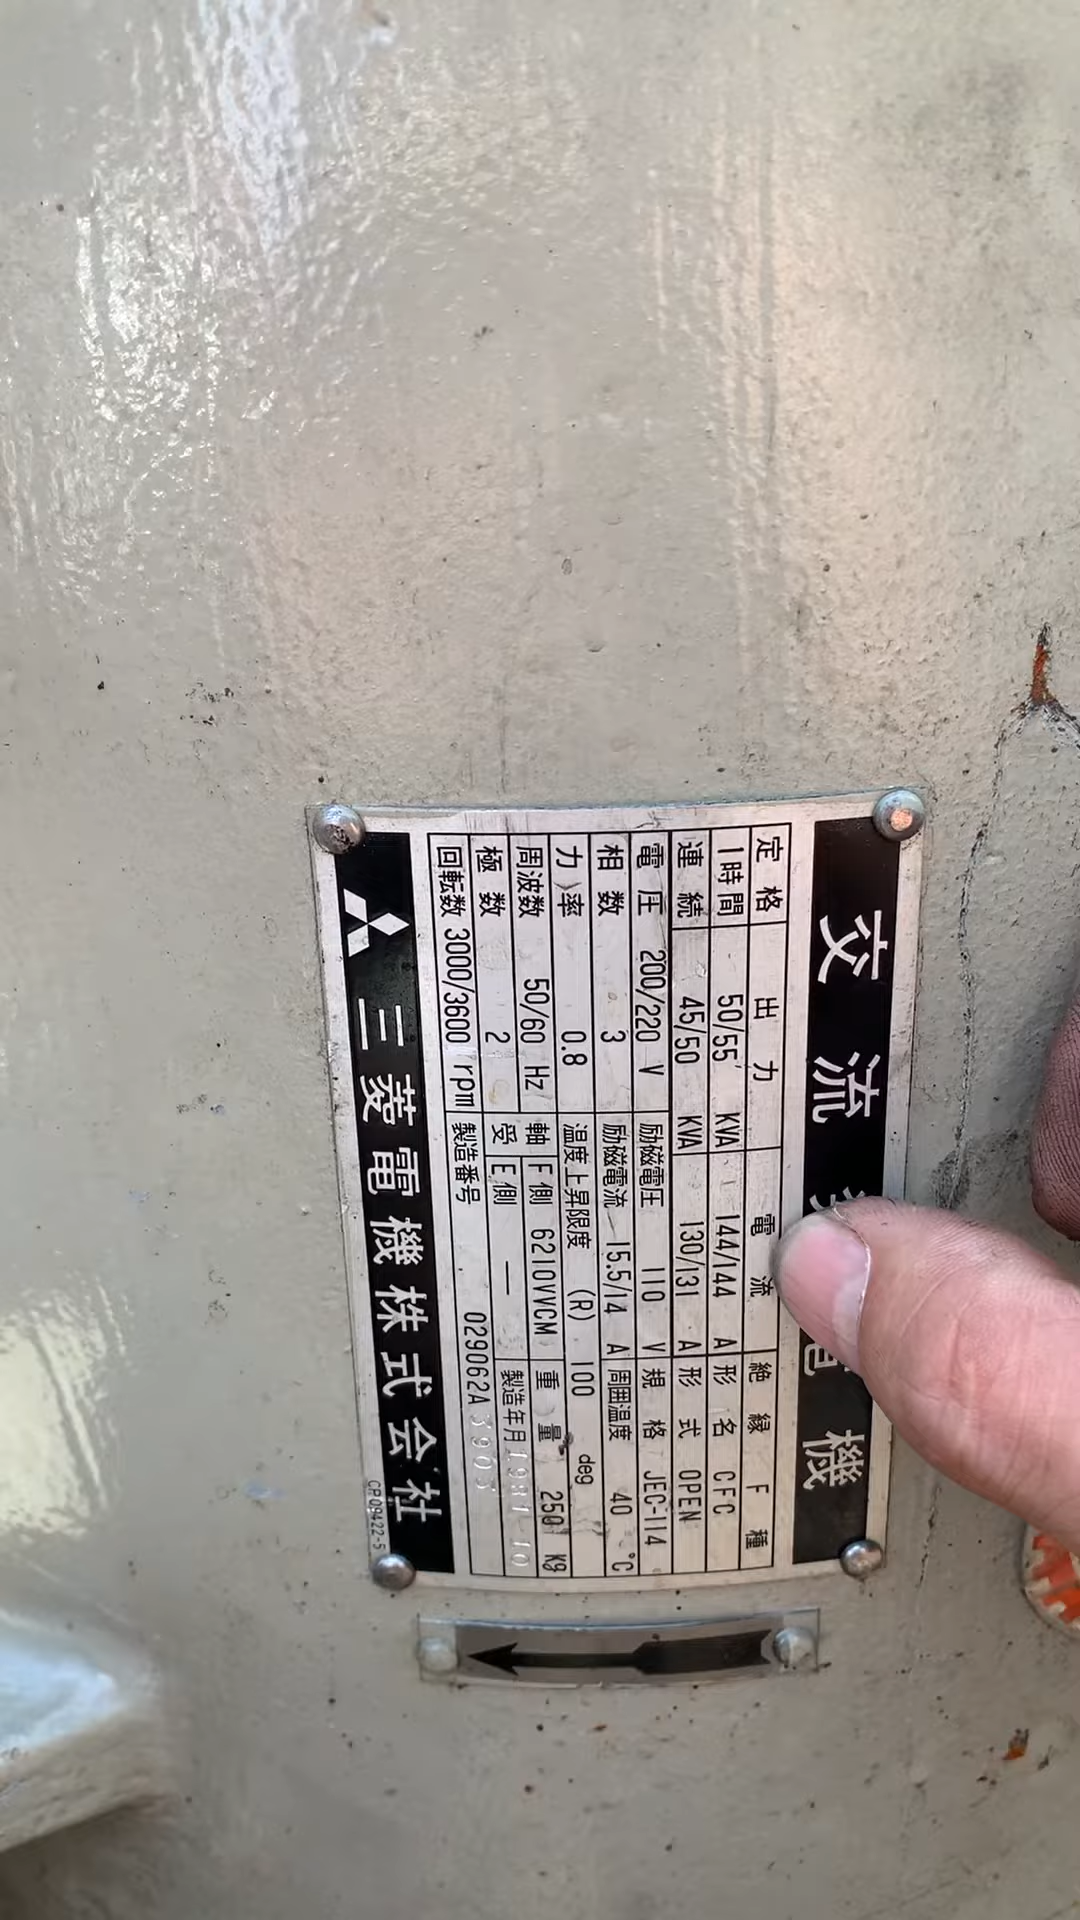 交流 機
定格 出力 電流 絶縁 F 種
1時間 50/55 KVA 144/144 A 形名 CFC
連続 45/50 KVA 130/131 A 形式 OPEN
電圧 200/220 V 励磁電圧 110 V 規格 JEC-114
相数 3 励磁電流 15.5/14 A 周囲温度 40 ℃
力率 0.8 温度上昇限度 (R) 100 deg
周波数 50/60 Hz 軸受 F側 6210VVCM 重量 250 kg
極数 2 E側 — 製造年月 1981 10
回転数 3000/3600 rpm 製造番号 029062A
三菱電機株式会社